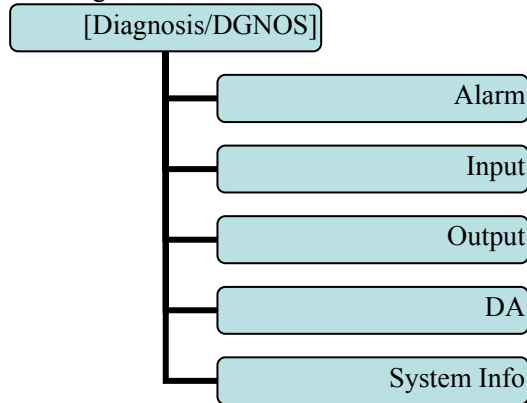 [Diagnosis/DGNOS]
Alarm
Input
Output
DA
System Info